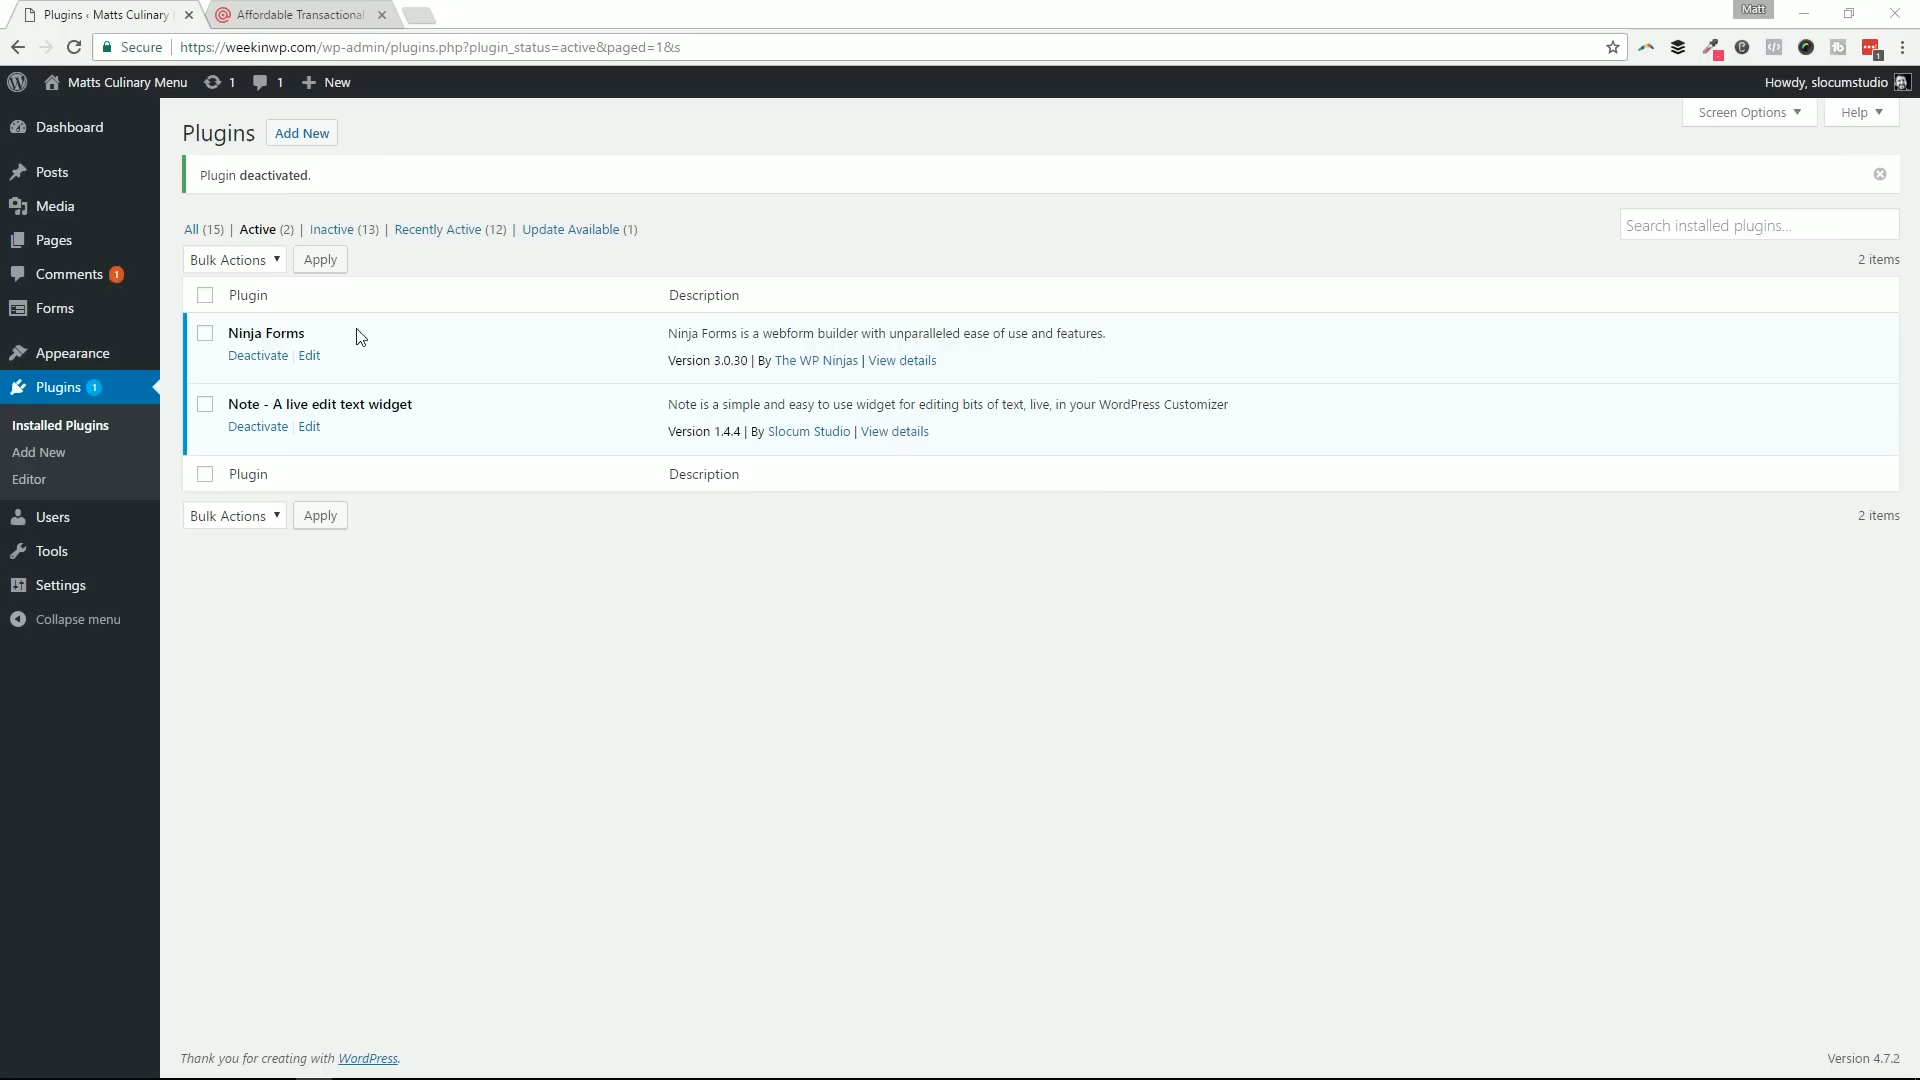 Plugins ‹ Matts Culinary
Affordable Transactional
Matt
Secure
https://weekinwp.com/wp-admin/plugins.php?plugin_status=active&paged=1&s
1
Matts Culinary Menu
1
1
New
Howdy, slocumstudio
Dashboard
Posts
Media
Pages
Comments 1
Forms
Appearance
Plugins 1
Installed Plugins
Add New
Editor
Users
Tools
Settings
Collapse menu
Screen Options
Help
Plugins
Add New
Plugin deactivated.
All (15) | Active (2) | Inactive (13) | Recently Active (12) | Update Available (1)
Search installed plugins...
Bulk Actions
Apply
2 items
Plugin
Description
Ninja Forms
Deactivate | Edit
Ninja Forms is a webform builder with unparalleled ease of use and features.
Version 3.0.30 | By The WP Ninjas | View details
Note - A live edit text widget
Deactivate | Edit
Note is a simple and easy to use widget for editing bits of text, live, in your WordPress Customizer
Version 1.4.4 | By Slocum Studio | View details
Plugin
Description
Bulk Actions
Apply
2 items
Thank you for creating with WordPress.
Version 4.7.2